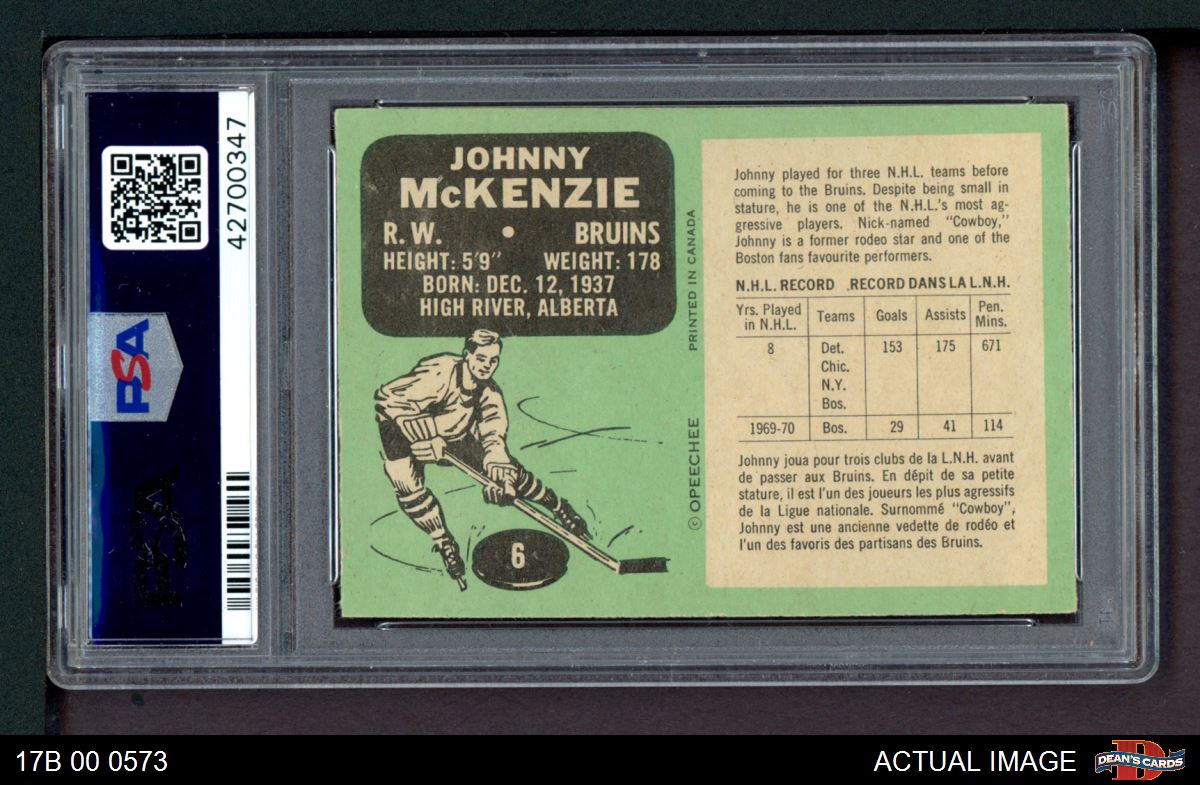 42700347
PSA
PSA
JOHNNY
McKENZIE
R. W. • BRUINS
HEIGHT: 5'9" WEIGHT: 178
BORN: DEC. 12, 1937
HIGH RIVER, ALBERTA
6
© OPEECHEE PRINTED IN CANADA
Johnny played for three N.H.L. teams before
coming to the Bruins. Despite being small in
stature, he is one of the N.H.L.'s most ag-
gressive players. Nick-named "Cowboy,"
Johnny is a former rodeo star and one of the
Boston fans favourite performers.
N.H.L. RECORD RECORD DANS LA L.N.H.
Yrs. Played in N.H.L. Teams Goals Assists Pen. Mins.
8 Det. 153 175 671
Chic.
N.Y.
Bos.
1969-70 Bos. 29 41 114
Johnny joua pour trois clubs de la L.N.H. avant
de passer aux Bruins. En dépit de sa petite
stature, il est l'un des joueurs les plus agressifs
de la Ligue nationale. Surnommé "Cowboy",
Johnny est une ancienne vedette de rodéo et
l'un des favoris des partisans des Bruins.
17B 00 0573
ACTUAL IMAGE
DEAN'S CARDS